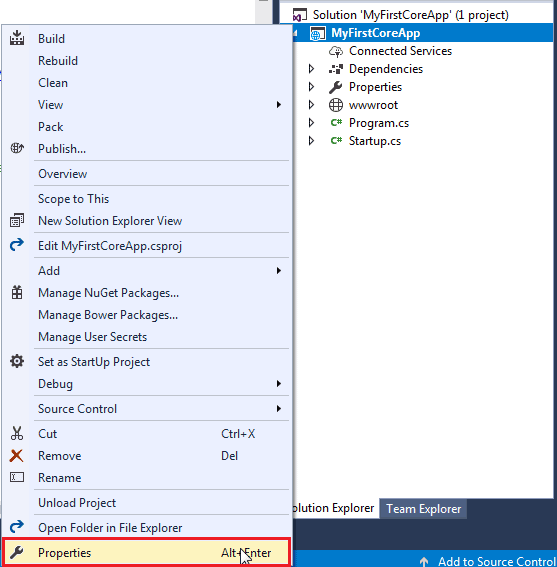 Build
Rebuild
Clean
View
Pack
Publish...
Overview
Scope to This
New Solution Explorer View
Edit MyFirstCoreApp.csproj
Add
Manage NuGet Packages...
Manage Bower Packages...
Manage User Secrets
Set as StartUp Project
Debug
Source Control
Cut Ctrl+X
Remove Del
Rename
Unload Project
Open Folder in File Explorer
Properties Alt+Enter
Solution 'MyFirstCoreApp' (1 project)
MyFirstCoreApp
Connected Services
Dependencies
Properties
wwwroot
C# Program.cs
C# Startup.cs
olution Explorer Team Explorer
Add to Source Control